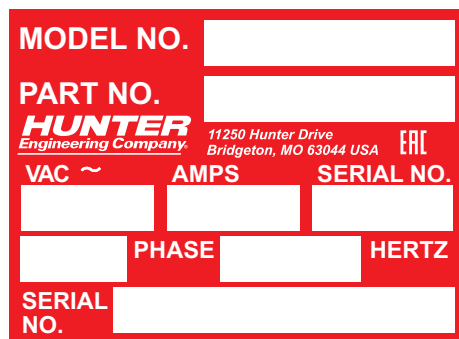 MODEL NO.
PART NO.
HUNTER
Engineering Company®
11250 Hunter Drive
Bridgeton, MO 63044 USA
EAC
VAC ~ AMPS SERIAL NO.
PHASE HERTZ
SERIAL
NO.